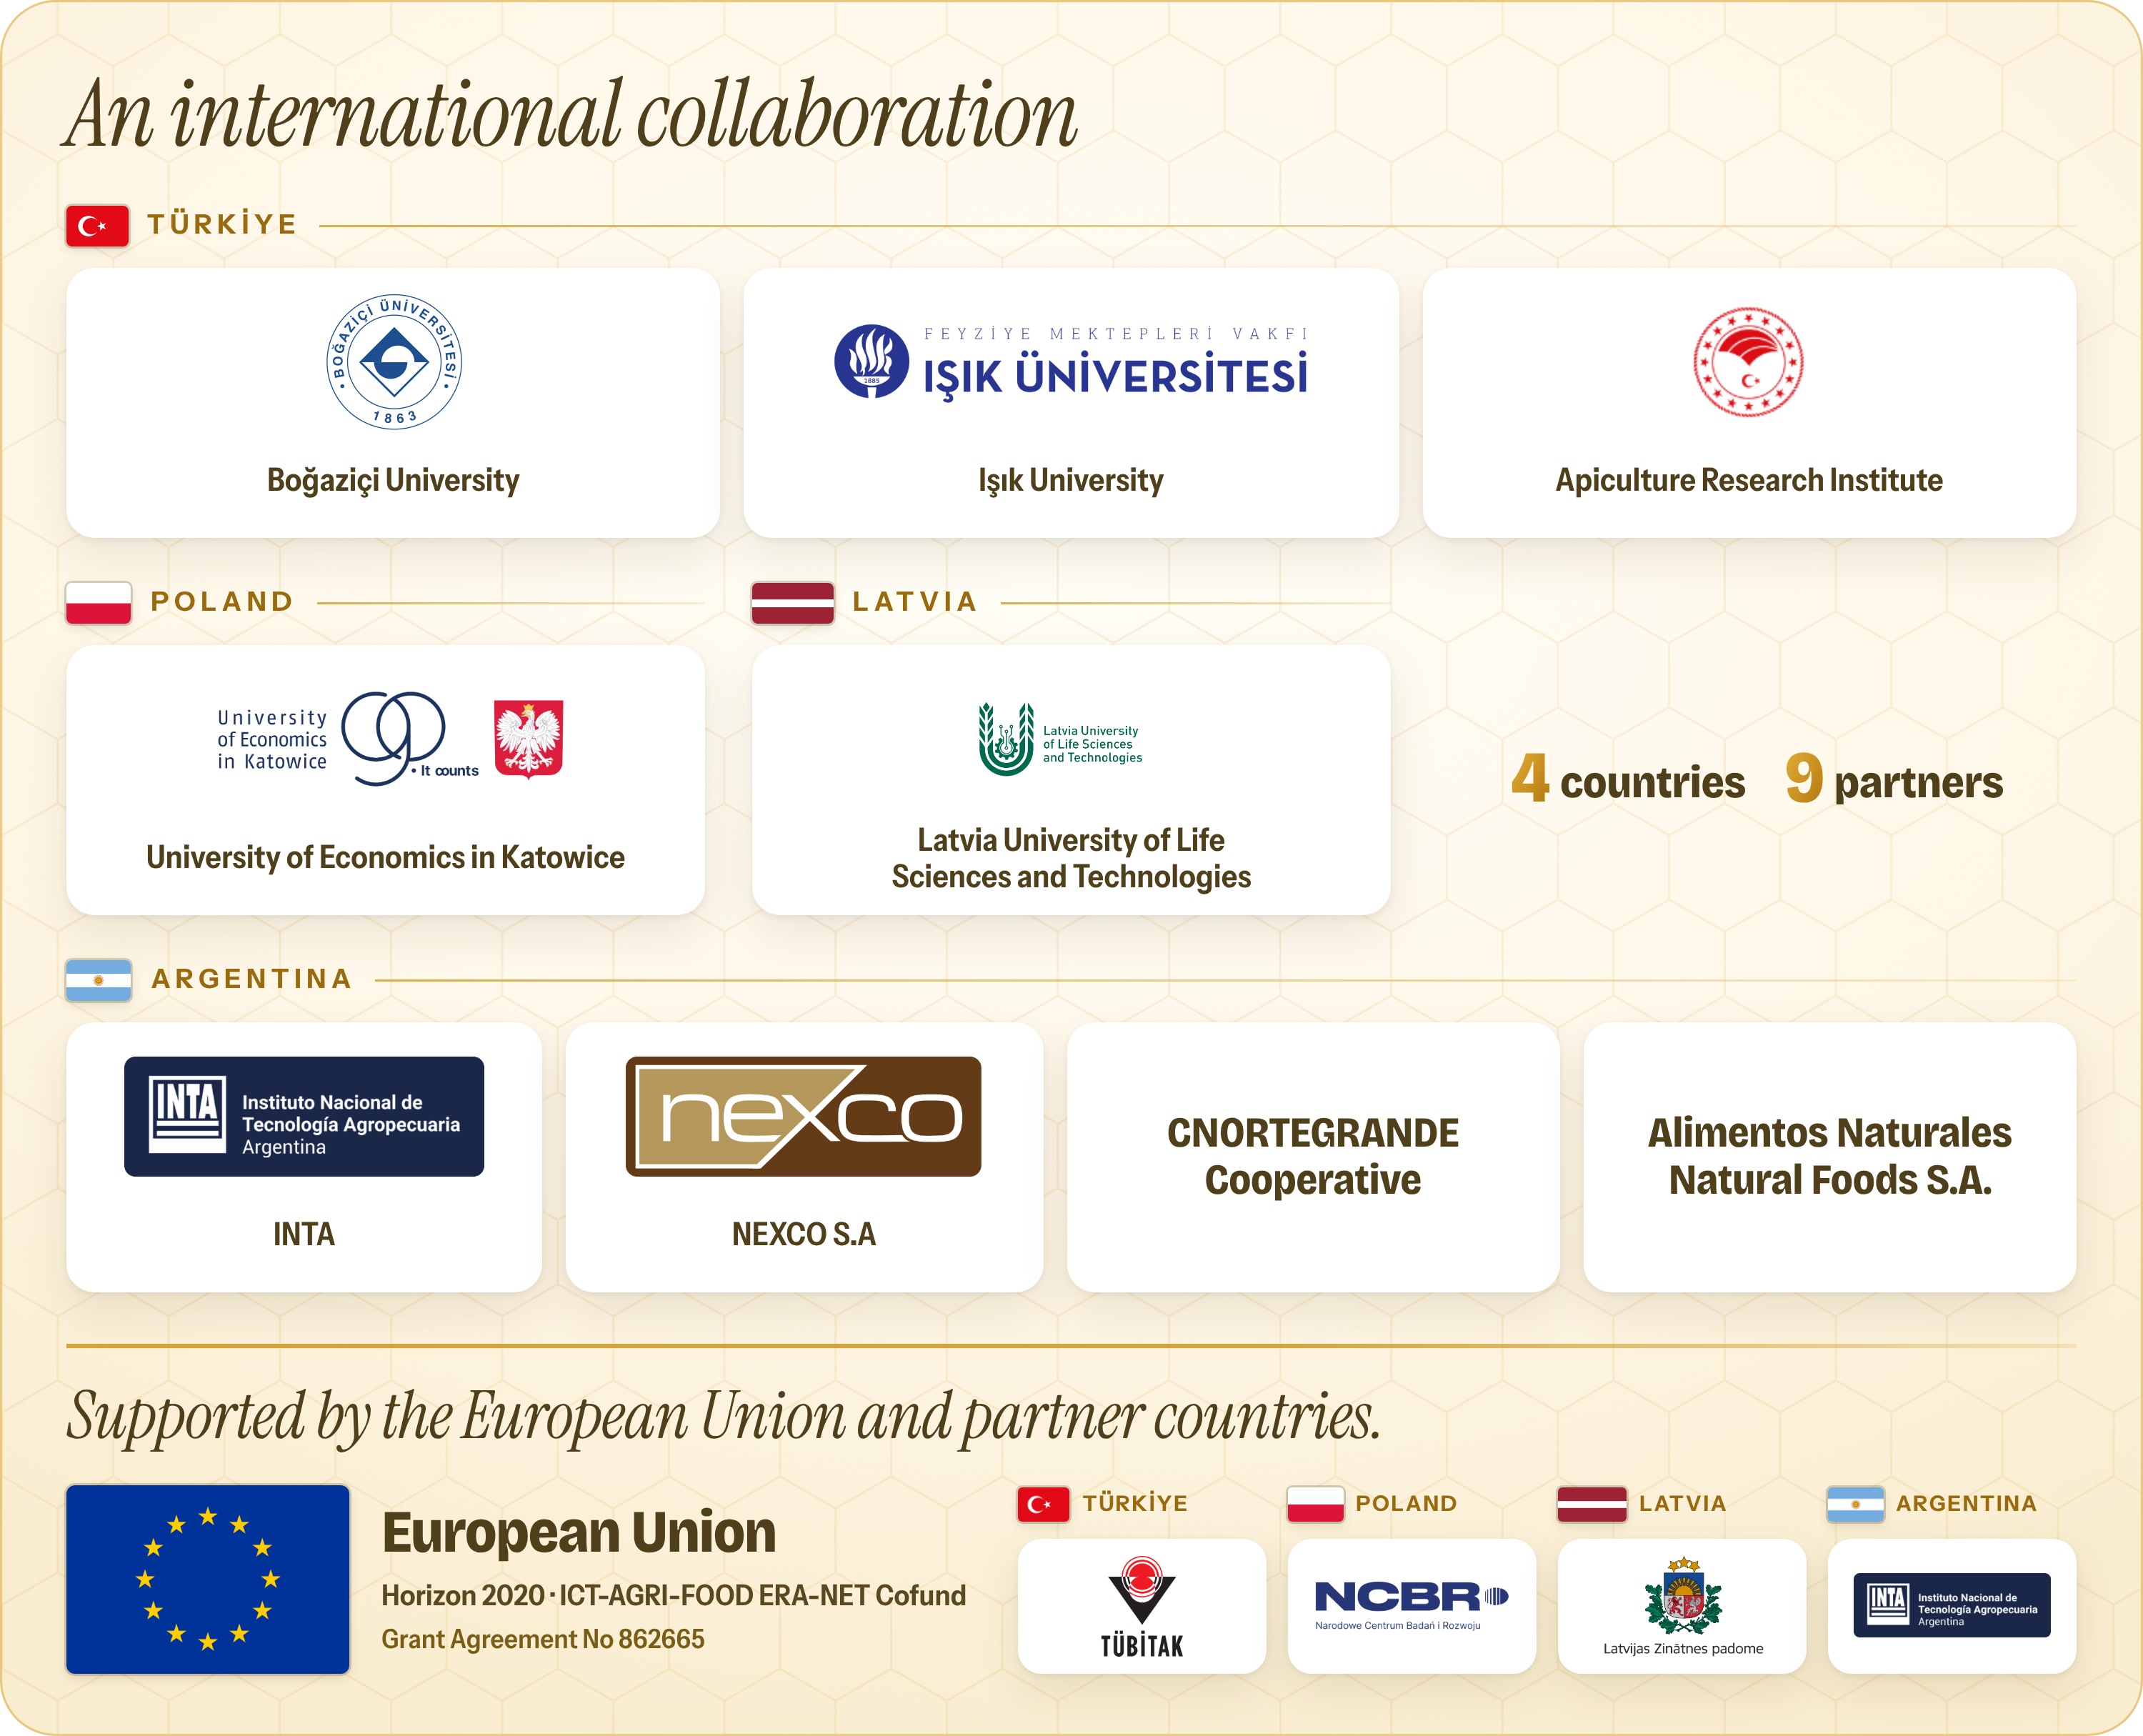 An international collaboration
TÜRKİYE
BOĞAZİÇİ ÜNİVERSİTESİ
1863
Boğaziçi University
FEYZİYE MEKTEPLERİ VAKFI
IŞIK ÜNİVERSİTESİ
1885
Işık University
Apiculture Research Institute
POLAND
University
of Economics
in Katowice
90
It counts
University of Economics in Katowice
LATVIA
Latvia University
of Life Sciences
and Technologies
Latvia University of Life
Sciences and Technologies
4 countries 9 partners
ARGENTINA
INTA
Instituto Nacional de
Tecnología Agropecuaria
Argentina
INTA
nexco
NEXCO S.A
CNORTEGRANDE
Cooperative
Alimentos Naturales
Natural Foods S.A.
Supported by the European Union and partner countries.
European Union
Horizon 2020 · ICT-AGRI-FOOD ERA-NET Cofund
Grant Agreement No 862665
TÜRKİYE
TÜBİTAK
POLAND
NCBR
Narodowe Centrum Badań i Rozwoju
LATVIA
Latvijas Zinātnes padome
ARGENTINA
INTA
Instituto Nacional de
Tecnología Agropecuaria
Argentina